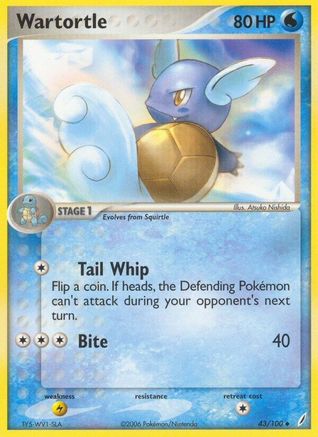 Wartortle 80 HP
Illus. Atsuko Nishida
STAGE 1
Evolves from Squirtle
Tail Whip
Flip a coin. If heads, the Defending Pokémon
can't attack during your opponent's next
turn.
Bite 40
weakness resistance retreat cost
TY5-WV1-SLA ©2006 Pokémon/Nintendo 43/100